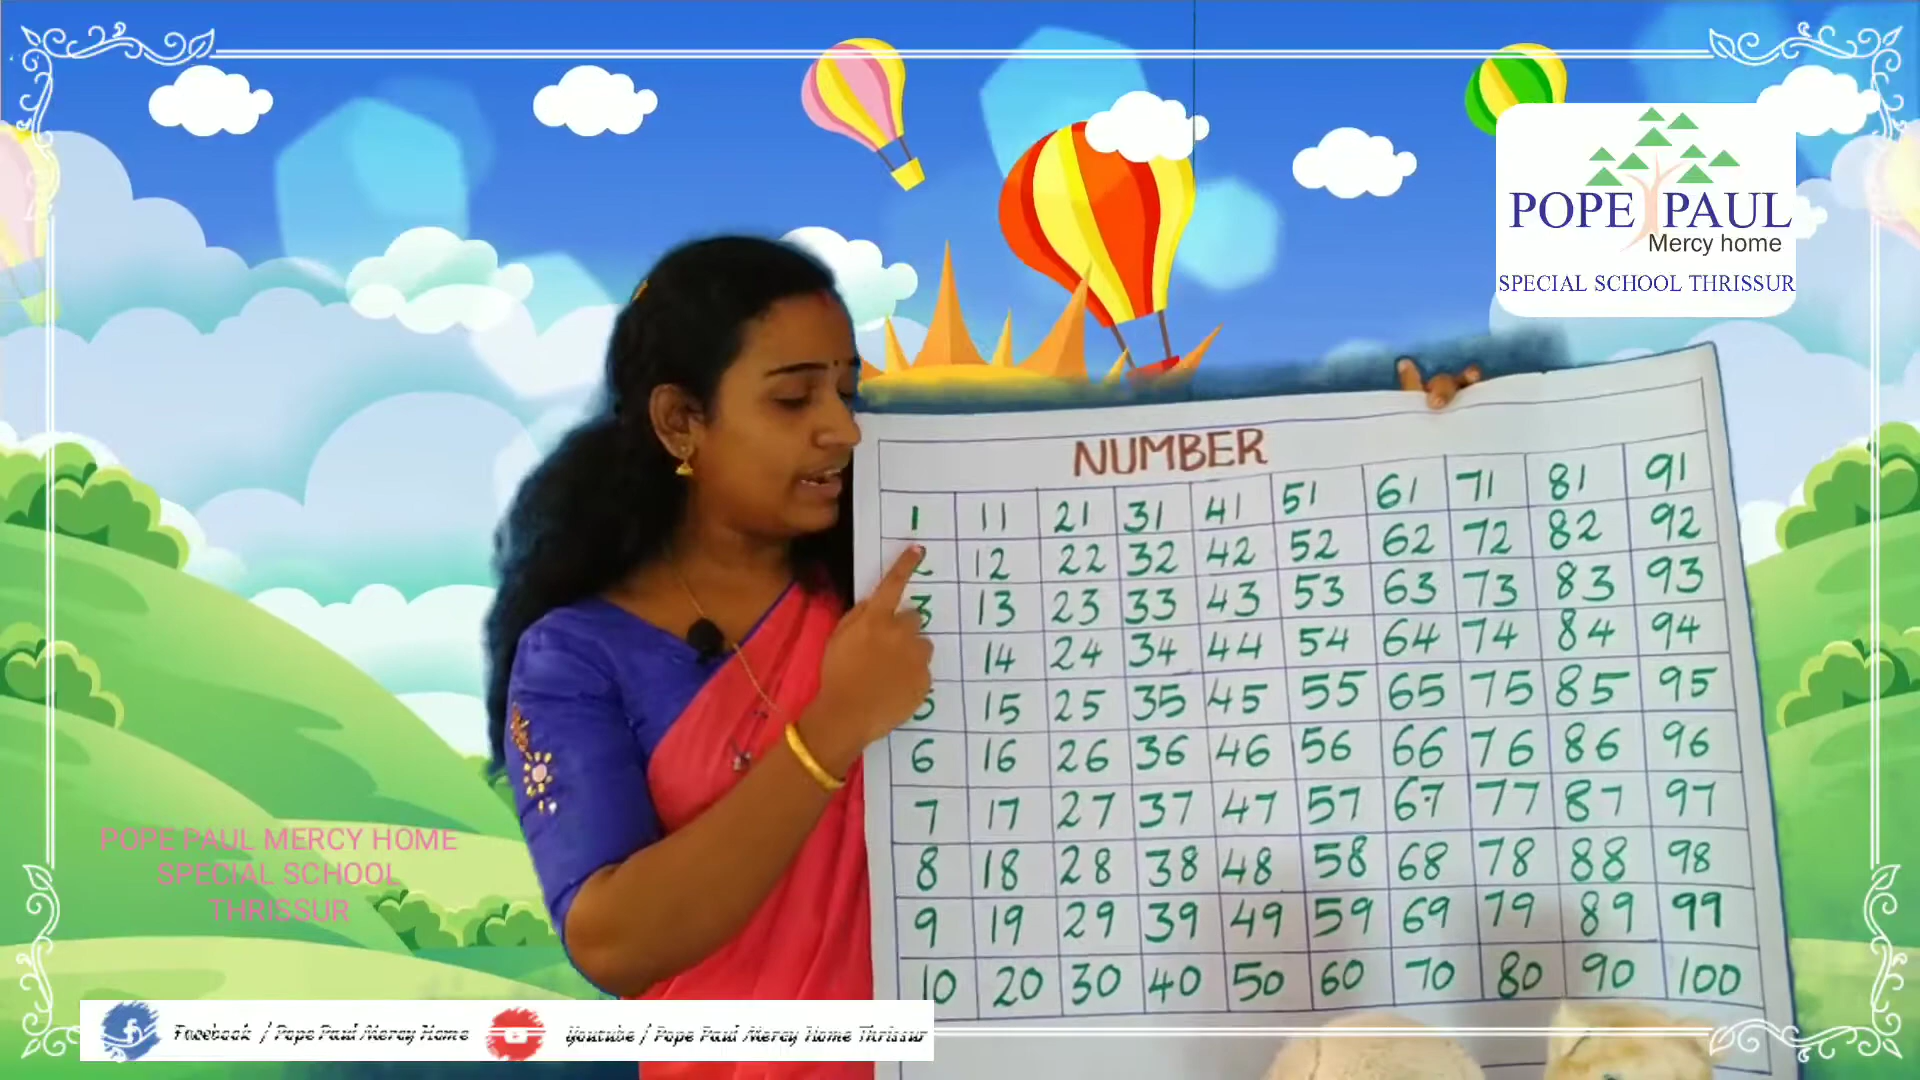 POPE PAUL
Mercy home
SPECIAL SCHOOL THRISSUR
NUMBER
1 11 21 31 41 51 61 71 81 91
2 12 22 32 42 52 62 72 82 92
3 13 23 33 43 53 63 73 83 93
14 24 34 44 54 64 74 84 94
5 15 25 35 45 55 65 75 85 95
6 16 26 36 46 56 66 76 86 96
7 17 27 37 47 57 67 77 87 97
8 18 28 38 48 58 68 78 88 98
9 19 29 39 49 59 69 79 89 99
10 20 30 40 50 60 70 80 90 100
POPE PAUL MERCY HOME
SPECIAL SCHOOL
THRISSUR
Facebook / Pope Paul Mercy Home
Youtube / Pope Paul Mercy Home Thrissur